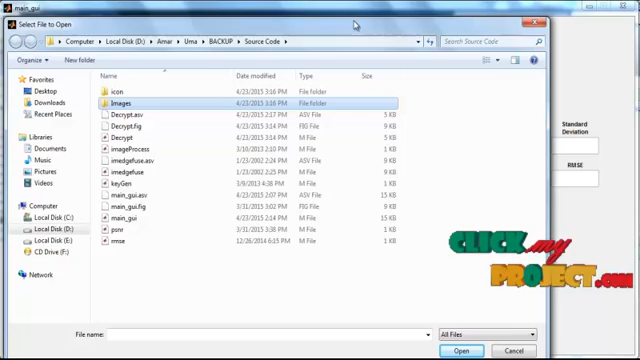 main_gui
Select File to Open
Computer ▸ Local Disk (D:) ▸ Amar ▸ Uma ▸ BACKUP ▸ Source Code ▸
Search Source Code
Organize ▾ New folder
Name Date modified Type Size
Favorites
Desktop
Downloads
Recent Places
Libraries
Documents
Music
Pictures
Videos
Computer
Local Disk (C:)
Local Disk (D:)
Local Disk (E:)
CD Drive (F:)
Network
icon 4/23/2015 3:16 PM File folder
Images 4/23/2015 3:16 PM File folder
Decrypt.asv 4/23/2015 3:17 PM ASV File 5 KB
Decrypt.fig 4/23/2015 3:17 PM FIG File 9 KB
Decrypt 4/23/2015 3:17 PM M File 5 KB
imageProcess 3/10/2013 2:10 PM M File 1 KB
imedgefuse.asv 1/23/2002 2:24 PM ASV File 2 KB
imedgefuse 1/23/2002 2:25 PM M File 2 KB
keyGen 3/9/2013 4:38 PM M File 1 KB
main_gui.asv 4/23/2015 2:13 PM ASV File 15 KB
main_gui.fig 3/31/2015 3:02 PM FIG File 9 KB
main_gui 4/23/2015 2:14 PM M File 15 KB
psnr 3/31/2015 3:38 PM M File 1 KB
rmse 12/26/2014 6:15 PM M File 1 KB
Standard
Deviation
RMSE
CLICK my
PROJECT.com
File name:
All Files
Open Cancel